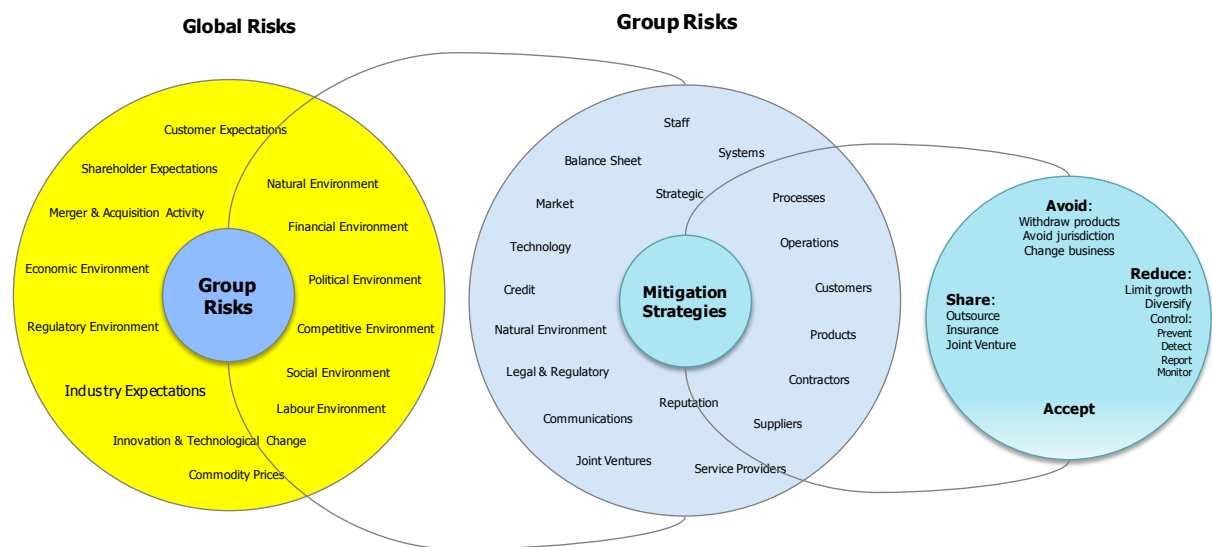 Global Risks
Group Risks
Customer Expectations
Shareholder Expectations
Natural Environment
Merger & Acquisition Activity
Financial Environment
Economic Environment
Political Environment
Group
Risks
Regulatory Environment
Competitive Environment
Social Environment
Industry Expectations
Labour Environment
Innovation & Technological Change
Commodity Prices
Staff
Systems
Balance Sheet
Strategic
Processes
Market
Technology
Operations
Credit
Customers
Mitigation
Strategies
Natural Environment
Products
Legal & Regulatory
Contractors
Reputation
Communications
Suppliers
Joint Ventures
Service Providers
Avoid:
Withdraw products
Avoid jurisdiction
Change business
Share:
Outsource
Insurance
Joint Venture
Reduce:
Limit growth
Diversify
Control:
Prevent
Detect
Report
Monitor
Accept